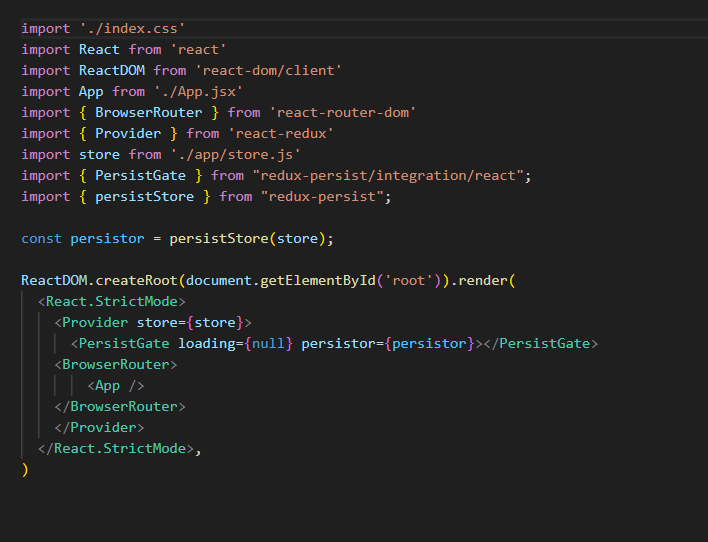 import './index.css'
import React from 'react'
import ReactDOM from 'react-dom/client'
import App from './App.jsx'
import { BrowserRouter } from 'react-router-dom'
import { Provider } from 'react-redux'
import store from './app/store.js'
import { PersistGate } from "redux-persist/integration/react";
import { persistStore } from "redux-persist";

const persistor = persistStore(store);

ReactDOM.createRoot(document.getElementById('root')).render(
  <React.StrictMode>
    <Provider store={store}>
      <PersistGate loading={null} persistor={persistor}></PersistGate>
    <BrowserRouter>
        <App />
    </BrowserRouter>
    </Provider>
  </React.StrictMode>,
)